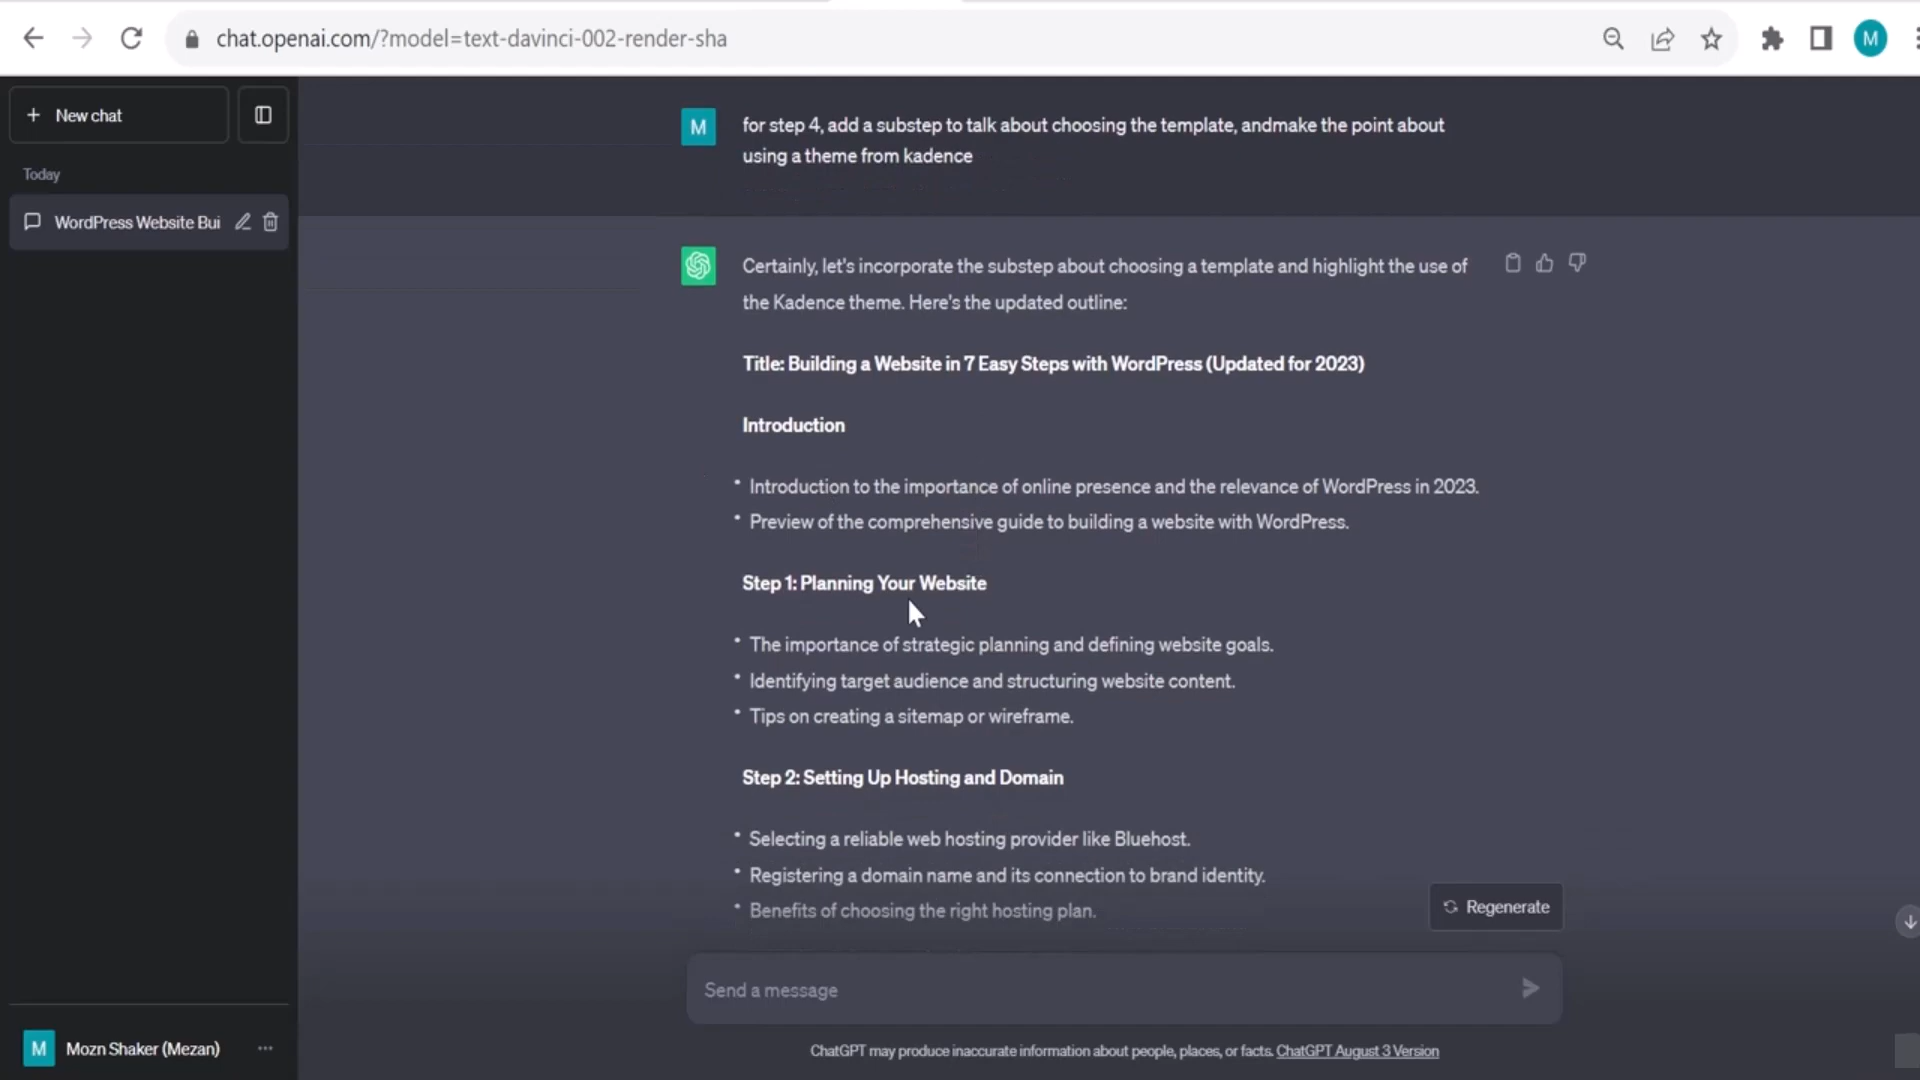 chat.openai.com/?model=text-davinci-002-render-sha
M
+ New chat
Today
WordPress Website Bui
M
for step 4, add a substep to talk about choosing the template, andmake the point about
using a theme from kadence
Certainly, let's incorporate the substep about choosing a template and highlight the use of
the Kadence theme. Here's the updated outline:
Title: Building a Website in 7 Easy Steps with WordPress (Updated for 2023)
Introduction
• Introduction to the importance of online presence and the relevance of WordPress in 2023.
• Preview of the comprehensive guide to building a website with WordPress.
Step 1: Planning Your Website
• The importance of strategic planning and defining website goals.
• Identifying target audience and structuring website content.
• Tips on creating a sitemap or wireframe.
Step 2: Setting Up Hosting and Domain
• Selecting a reliable web hosting provider like Bluehost.
• Registering a domain name and its connection to brand identity.
• Benefits of choosing the right hosting plan.
Regenerate
Send a message
M
Mozn Shaker (Mezan)
ChatGPT may produce inaccurate information about people, places, or facts. ChatGPT August 3 Version